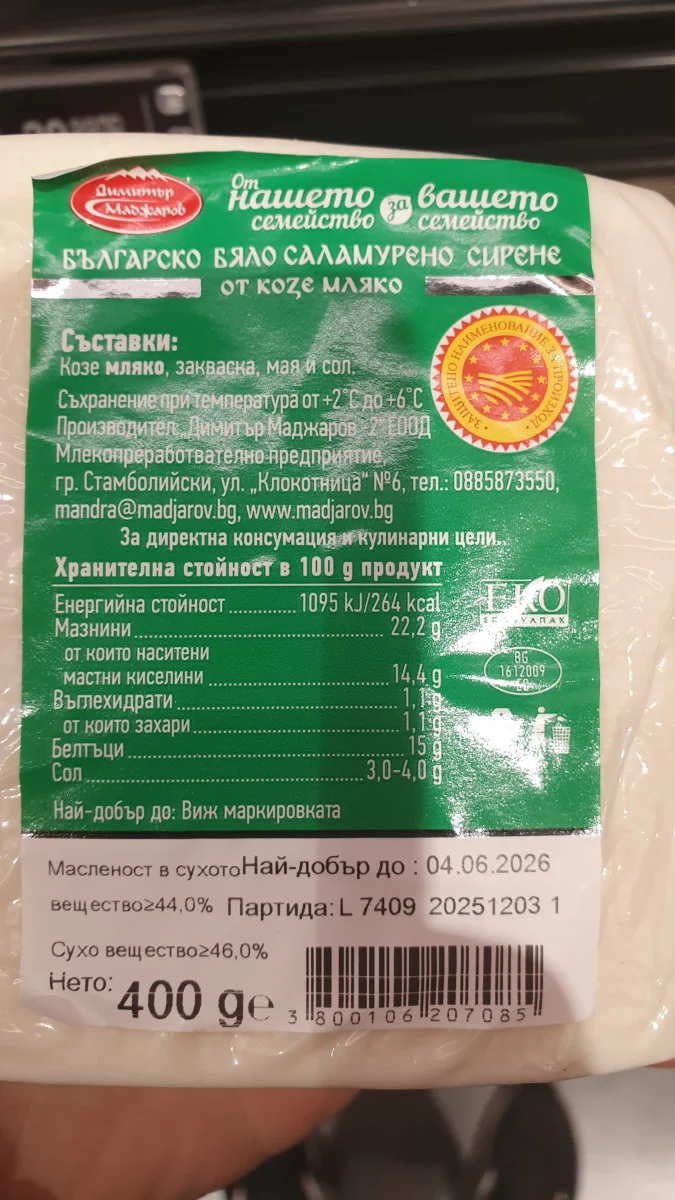 Димитър
Маджаров
От нашето семейство за вашето семейство
БЪЛГАРСКО БЯЛО САЛАМУРЕНО СИРЕНЕ
ОТ КОЗЕ МЛЯКО
ЗАЩИТЕНО НАИМЕНОВАНИЕ ЗА ПРОИЗХОД
Съставки:
Козе мляко, закваска, мая и сол.
Съхранение при температура от +2°C до +6°C
Производител „Димитър Маджаров -2" ЕООД
Млекопреработвателно предприятие,
гр. Стамболийски, ул. „Клокотница" №6, тел.: 0885873550,
mandra@madjarov.bg, www.madjarov.bg
За директна консумация и кулинарни цели..
Хранителна стойност в 100 g продукт
Енергийна стойност ............ 1095 kJ/264 kcal
Мазнини ............ 22,2 g
от които наситени
мастни киселини ............ 14,4 g
Въглехидрати ............ 1,1 g
от които захари ............ 1,1 g
Белтъци ............ 15 g
Сол ............ 3,0-4,0 g
ЕКО
BG
1612009
Най-добър до: Виж маркировката
Масленост в сухото Най-добър до : 04.06.2026
вещество≥44,0% Партида: L 7409 20251203 1
Сухо вещество≥46,0%
Нето: 400 g e
3 800106 207085